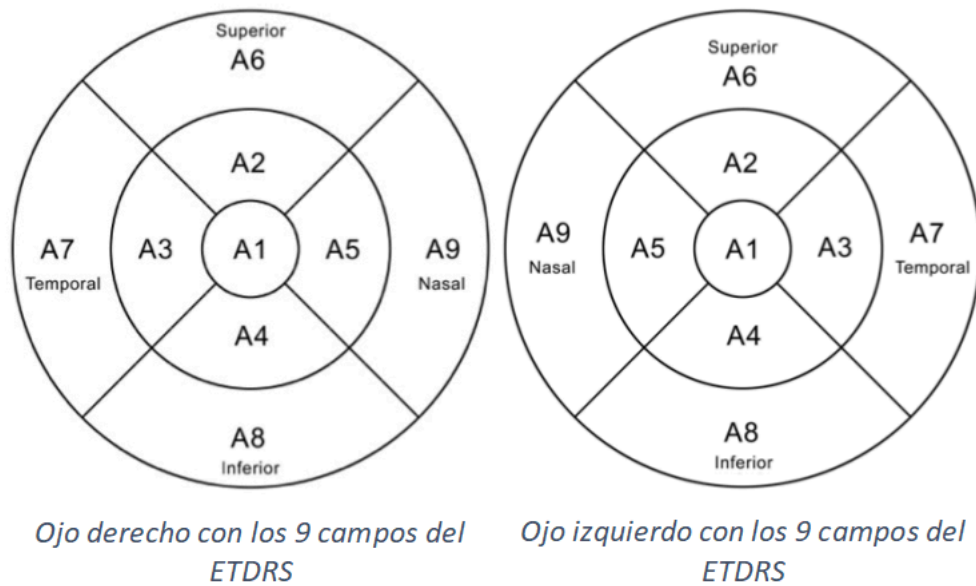 Superior
A6
A2
A7
Temporal
A3
A1
A5
A9
Nasal
A4
A8
Inferior
Ojo derecho con los 9 campos del
ETDRS
Superior
A6
A2
A9
Nasal
A5
A1
A3
A7
Temporal
A4
A8
Inferior
Ojo izquierdo con los 9 campos del
ETDRS